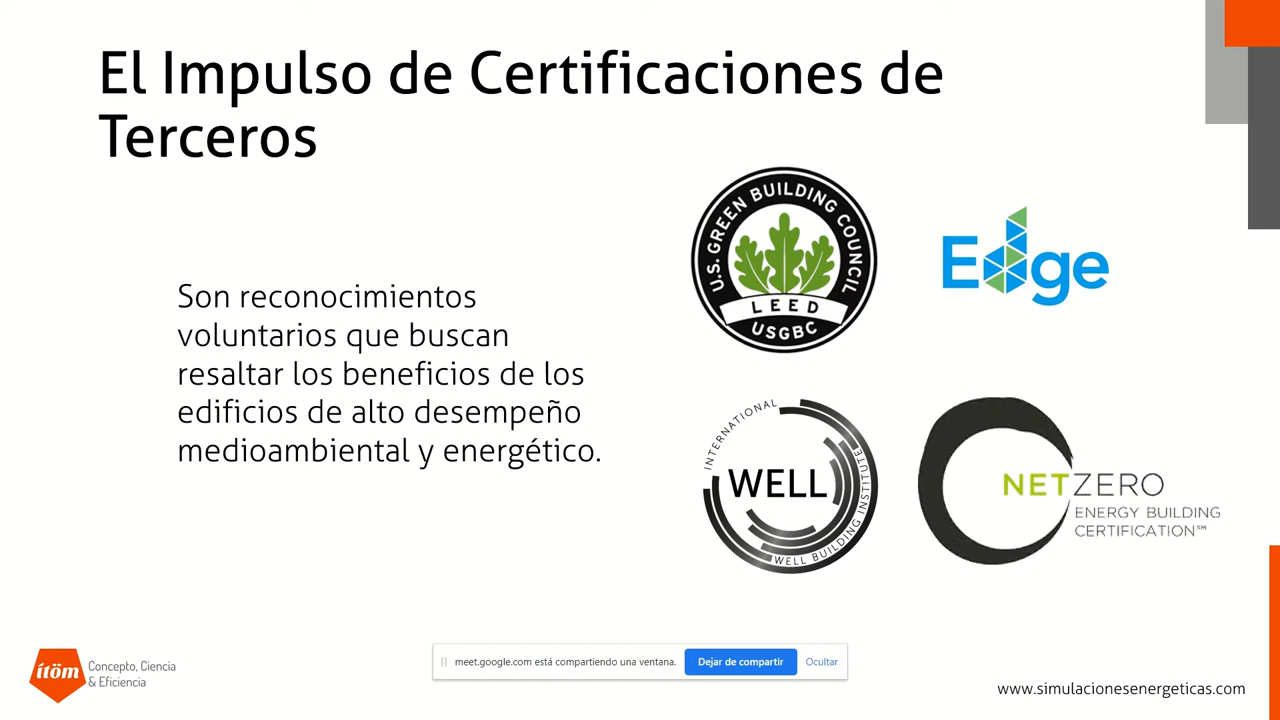 El Impulso de Certificaciones de
Terceros
Son reconocimientos
voluntarios que buscan
resaltar los beneficios de los
edificios de alto desempeño
medioambiental y energético.
U.S. GREEN BUILDING COUNCIL
LEED
USGBC
Edge
INTERNATIONAL
WELL
WELL BUILDING INSTITUTE
NETZERO
ENERGY BUILDING
CERTIFICATION℠
ítöm
Concepto, Ciencia
& Eficiencia
meet.google.com está compartiendo una ventana.
Dejar de compartir
Ocultar
www.simulacionesenergeticas.com